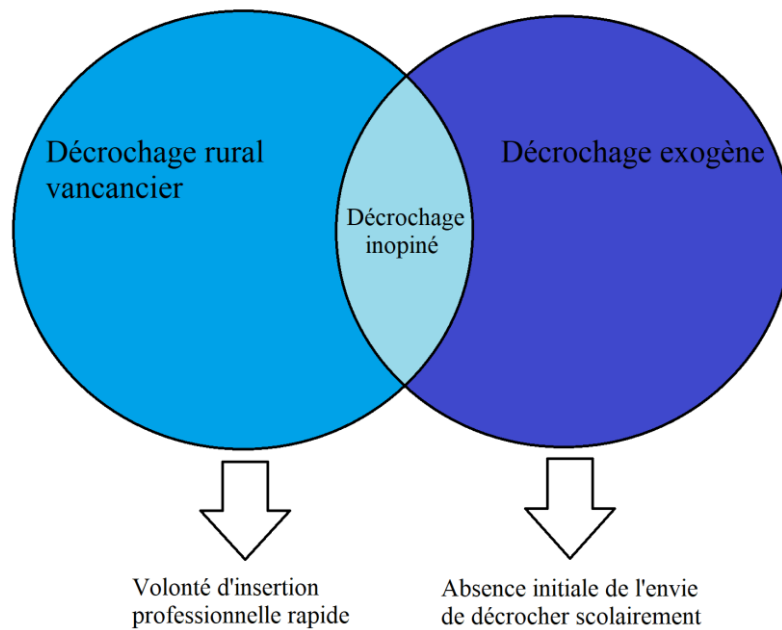 Décrochage rural
vancancier
Décrochage exogène
Décrochage
inopiné
Volonté d'insertion
professionnelle rapide
Absence initiale de l'envie
de décrocher scolairement